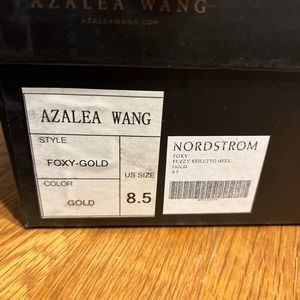 AZALEA WANG
AZALEAWANG.COM
AZALEA WANG
STYLE
FOXY-GOLD
COLOR
GOLD
US SIZE
8.5
NORDSTROM
FOXY
FUZZY STILETTO HEEL
GOLD
8.5